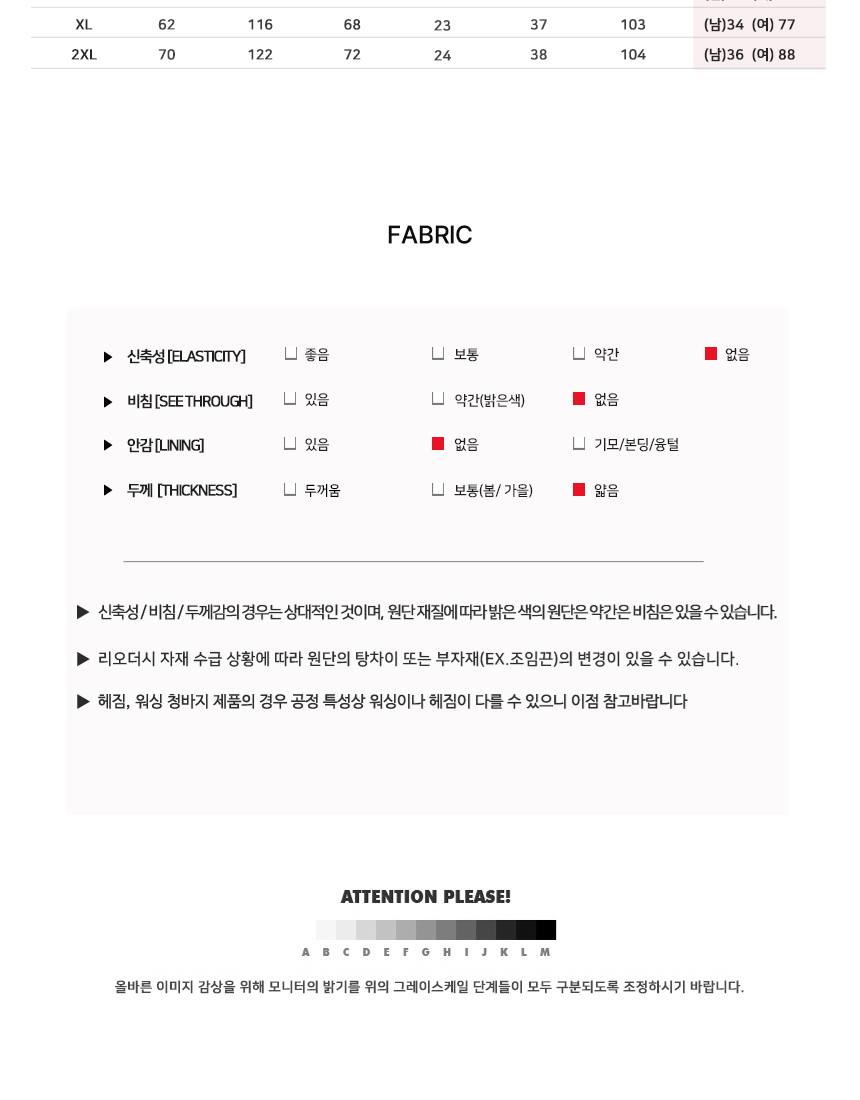 XL 62 116 68 23 37 103 (남)34 (여) 77
2XL 70 122 72 24 38 104 (남)36 (여) 88
FABRIC
▶ 신축성 [ELASTICITY] 좋음 보통 약간 없음
▶ 비침 [SEE THROUGH] 있음 약간(밝은색) 없음
▶ 안감 [LINING] 있음 없음 기모/본딩/융털
▶ 두께 [THICKNESS] 두꺼움 보통(봄/ 가을) 얇음
▶ 신축성 / 비침 / 두께감의 경우는 상대적인 것이며, 원단 재질에 따라 밝은 색의 원단은 약간은 비침은 있을 수 있습니다.
▶ 리오더시 자재 수급 상황에 따라 원단의 탕차이 또는 부자재(EX.조임끈)의 변경이 있을 수 있습니다.
▶ 헤짐, 워싱 청바지 제품의 경우 공정 특성상 워싱이나 헤짐이 다를 수 있으니 이점 참고바랍니다
ATTENTION PLEASE!
A B C D E F G H I J K L M
올바른 이미지 감상을 위해 모니터의 밝기를 위의 그레이스케일 단계들이 모두 구분되도록 조정하시기 바랍니다.